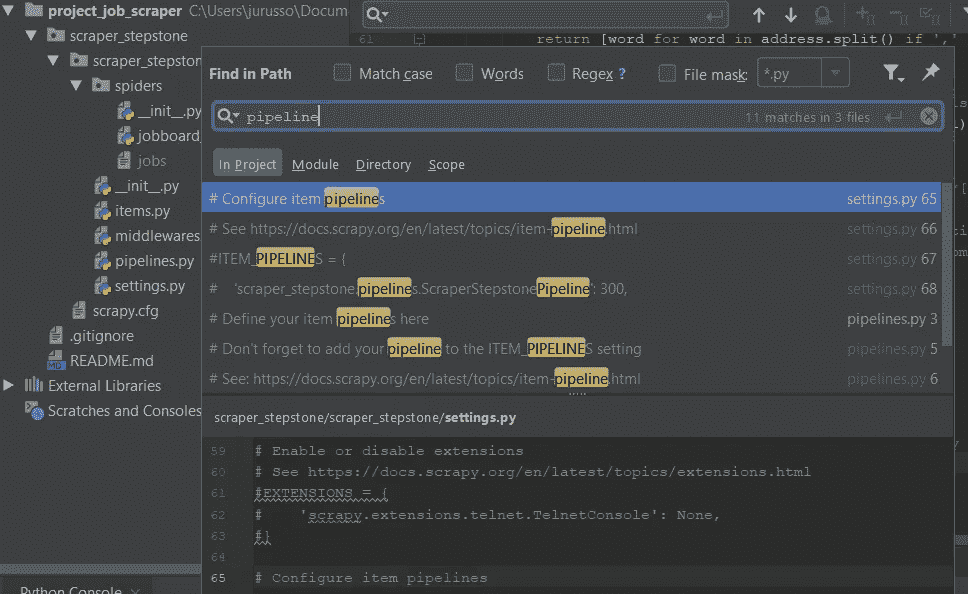 project_job_scraper C:\Users\jurusso\Docum
scraper_stepstone
61 return [word for word in address.split() if ','
scraper_stepston
spiders
__init__.py
jobboard_
jobs
__init__.py
items.py
middlewares
pipelines.py
settings.py
scrapy.cfg
.gitignore
README.md
External Libraries
Scratches and Consoles
Python Console
Find in Path Match case Words Regex ? File mask: *.py
pipeline 11 matches in 3 files
In Project Module Directory Scope
# Configure item pipelines settings.py 65
# See https://docs.scrapy.org/en/latest/topics/item-pipeline.html settings.py 66
#ITEM_PIPELINES = { settings.py 67
# 'scraper_stepstone.pipelines.ScraperStepstonePipeline': 300, settings.py 68
# Define your item pipelines here pipelines.py 3
# Don't forget to add your pipeline to the ITEM_PIPELINES setting pipelines.py 5
# See: https://docs.scrapy.org/en/latest/topics/item-pipeline.html pipelines.py 6
scraper_stepstone/scraper_stepstone/settings.py
59 # Enable or disable extensions
60 # See https://docs.scrapy.org/en/latest/topics/extensions.html
61 #EXTENSIONS = {
62 # 'scrapy.extensions.telnet.TelnetConsole': None,
63 #}
64
65 # Configure item pipelines